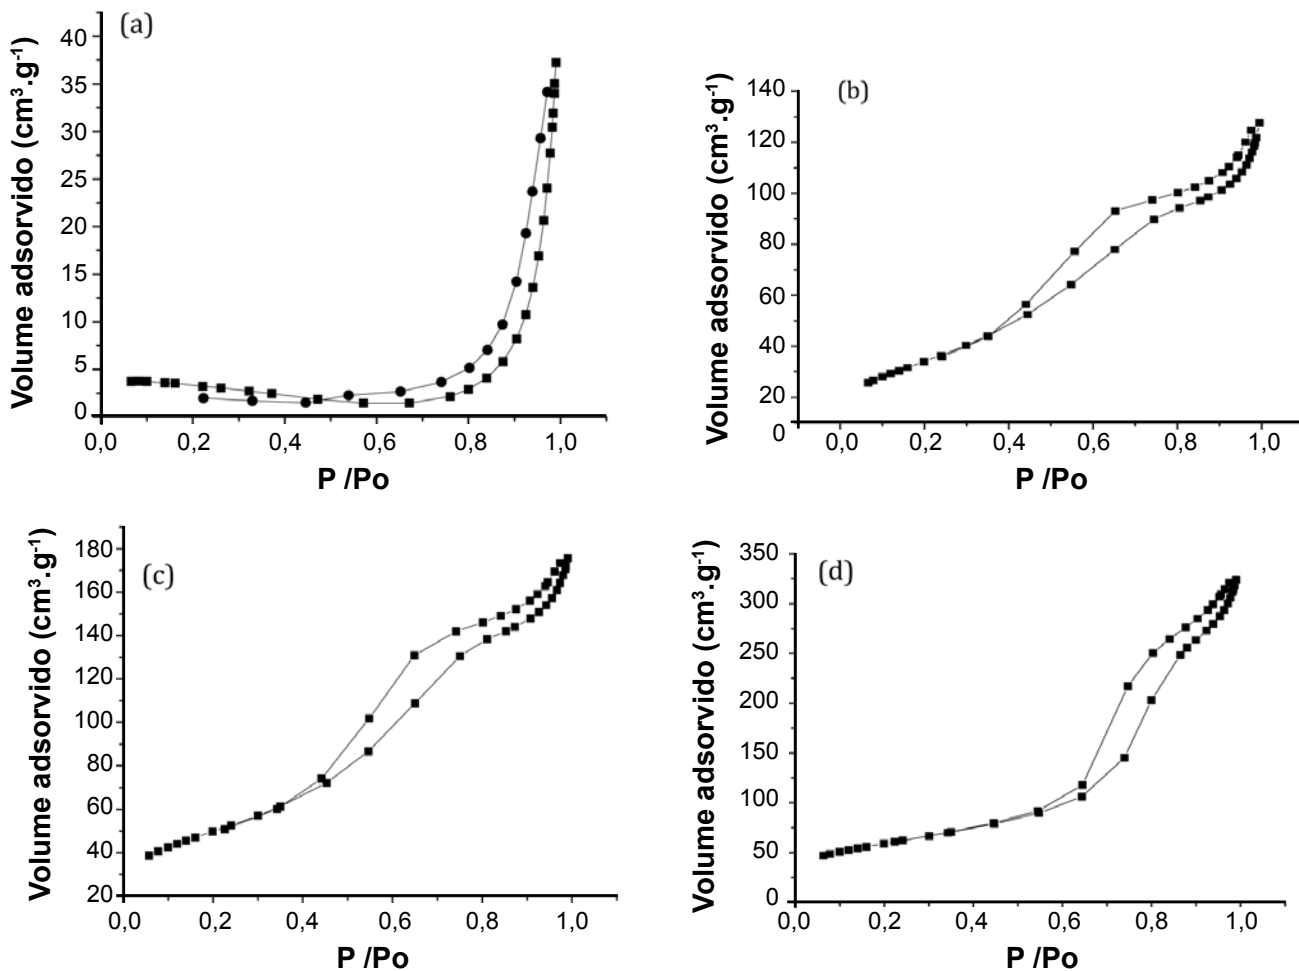 (a)
Volume adsorvido (cm³.g⁻¹)
40
35
30
25
20
15
10
5
0
0,0 0,2 0,4 0,6 0,8 1,0
P /Po
(b)
Volume adsorvido (cm³.g⁻¹)
140
120
100
80
60
40
20
0
0,0 0,2 0,4 0,6 0,8 1,0
P /Po
(c)
Volume adsorvido (cm³.g⁻¹)
180
160
140
120
100
80
60
40
20
0,0 0,2 0,4 0,6 0,8 1,0
P /Po
(d)
Volume adsorvido (cm³.g⁻¹)
350
300
250
200
150
100
50
0
0,0 0,2 0,4 0,6 0,8 1,0
P /Po